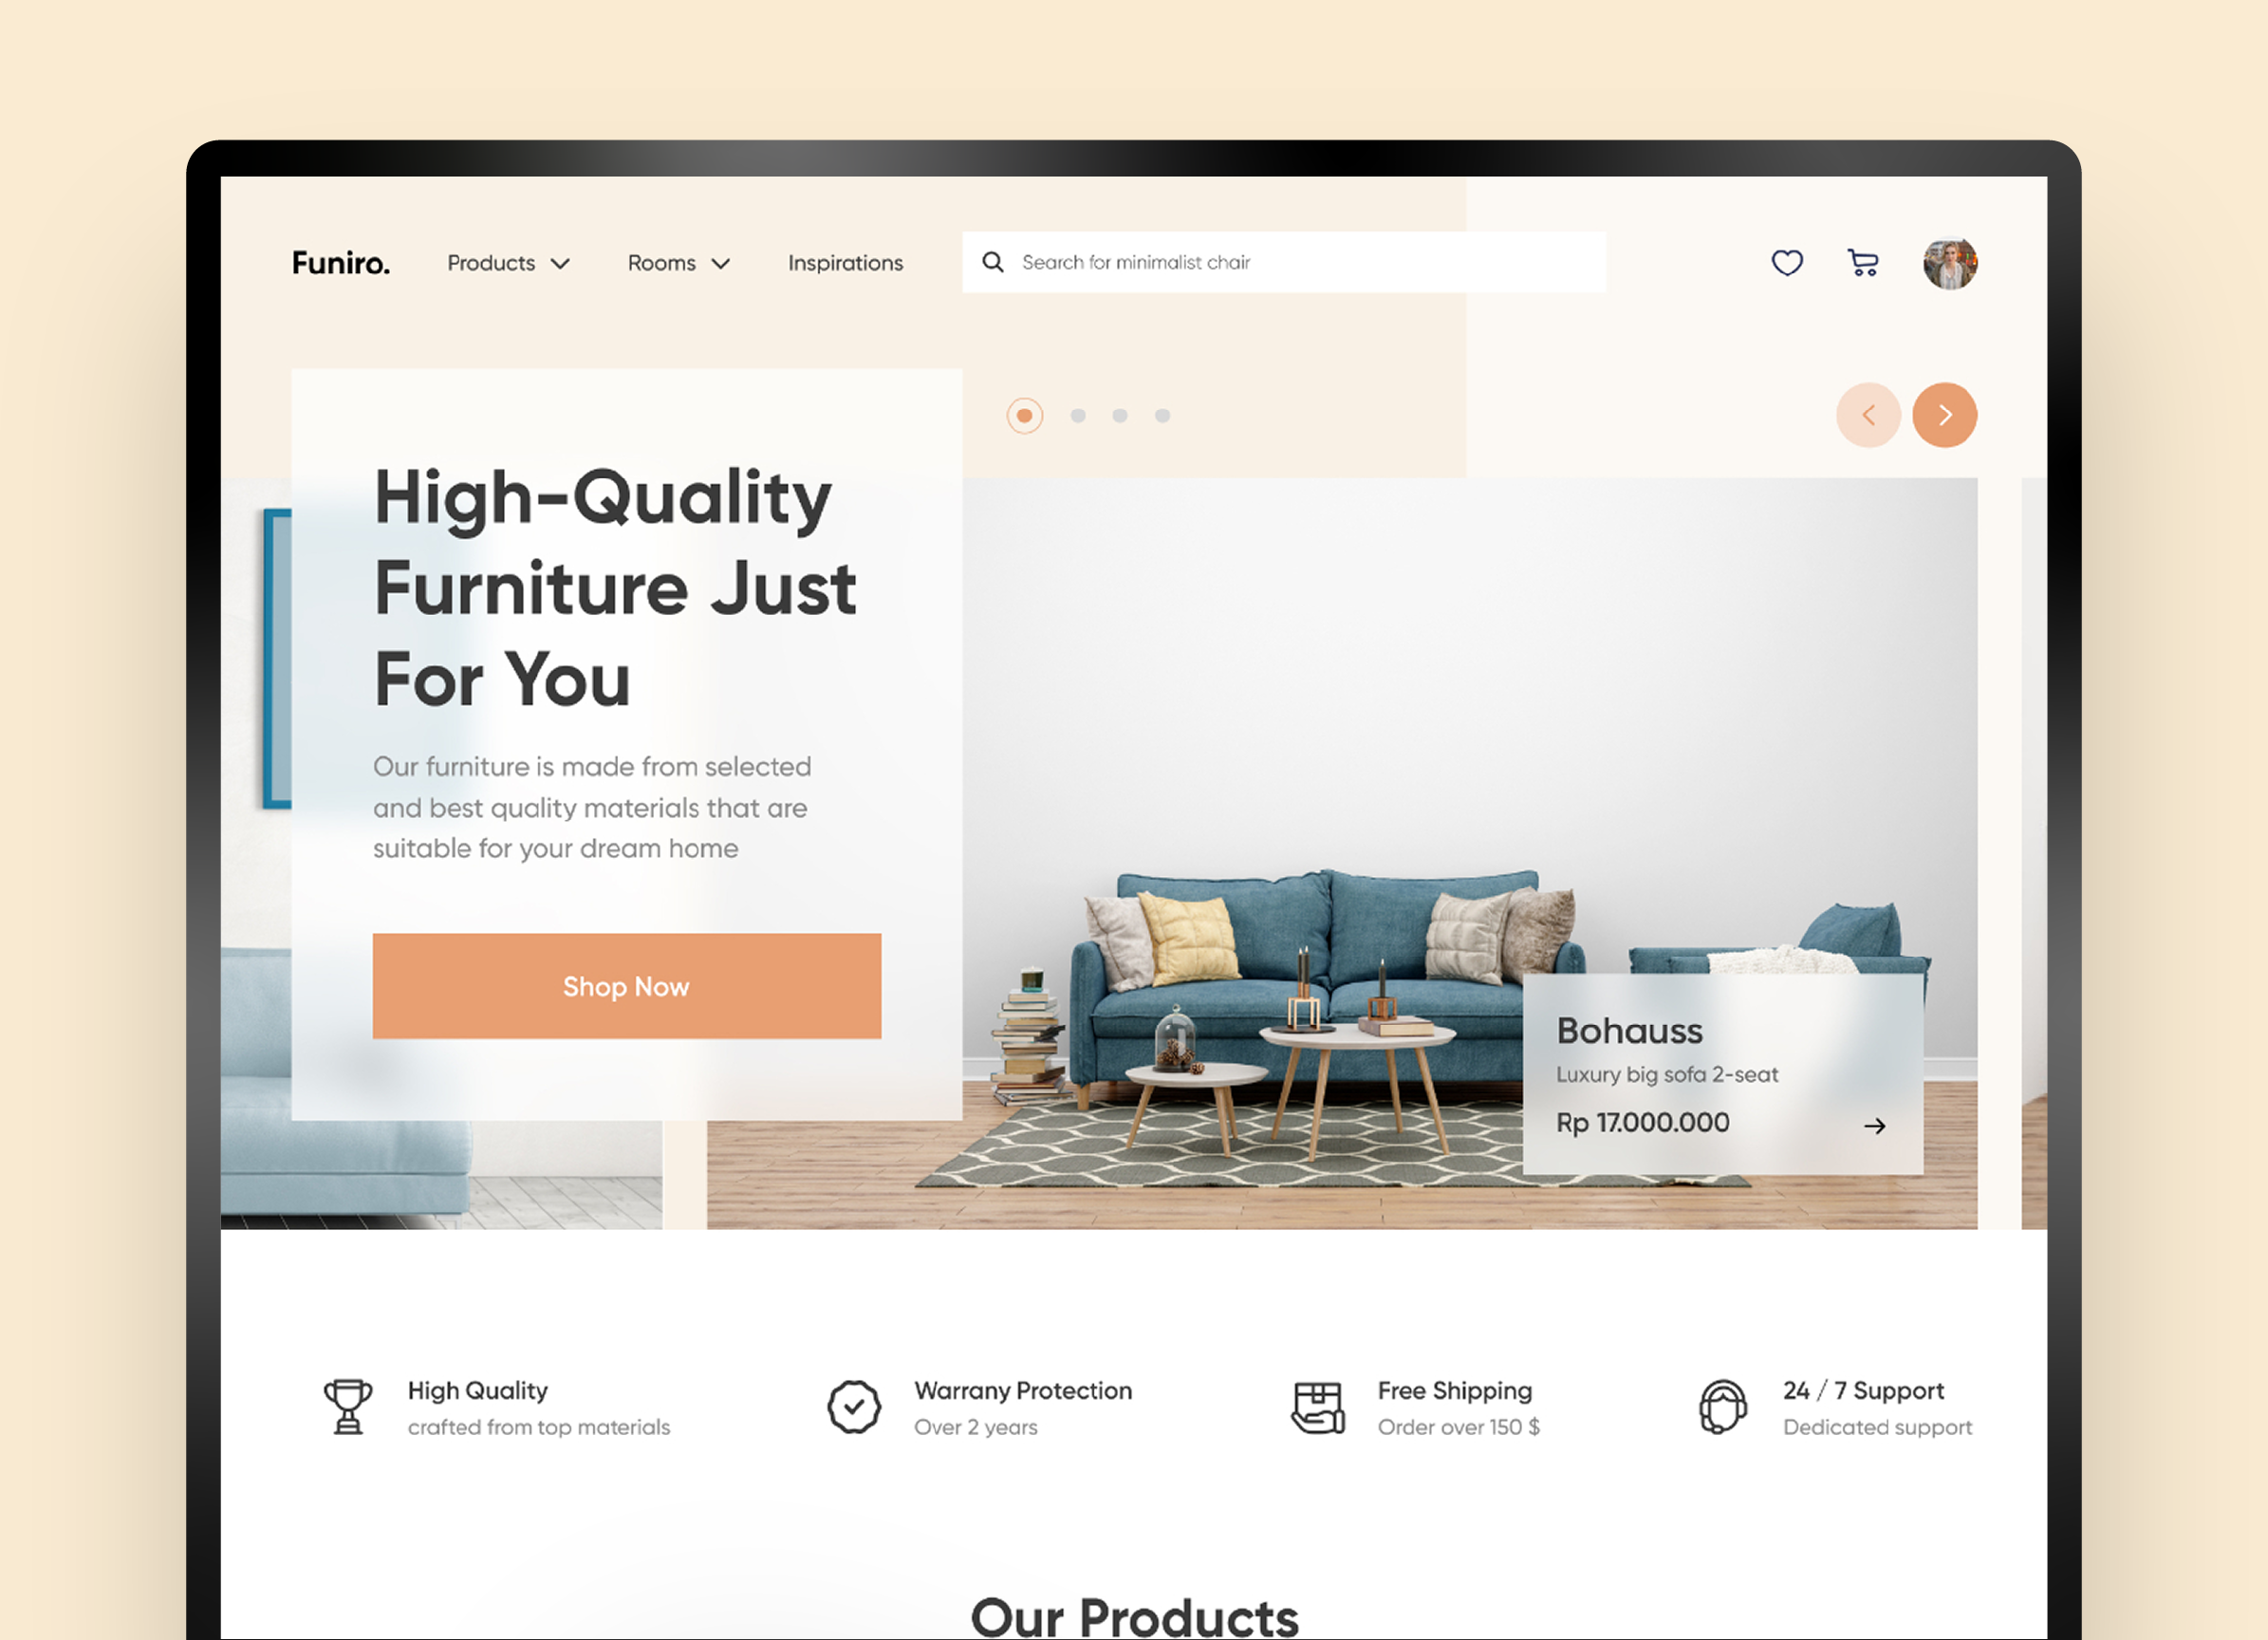 Funiro.
Products
Rooms
Inspirations
Search for minimalist chair
High-Quality
Furniture Just
For You
Our furniture is made from selected
and best quality materials that are
suitable for your dream home
Shop Now
Bohauss
Luxury big sofa 2-seat
Rp 17.000.000
High Quality
crafted from top materials
Warrany Protection
Over 2 years
Free Shipping
Order over 150 $
24 / 7 Support
Dedicated support
Our Products